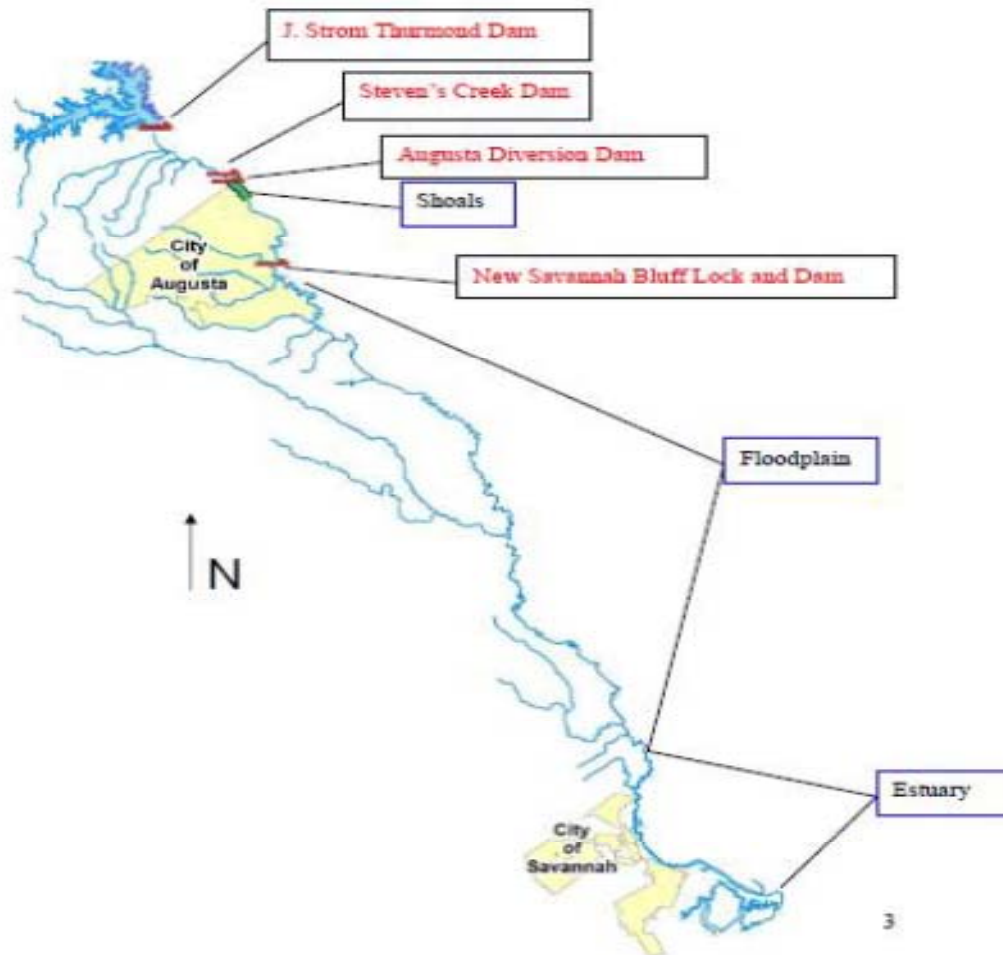 J. Strom Thurmond Dam
Steven's Creek Dam
Augusta Diversion Dam
Shoals
City
of
Augusta
New Savannah Bluff Lock and Dam
Floodplain
N
Estuary
City
of
Savannah
3